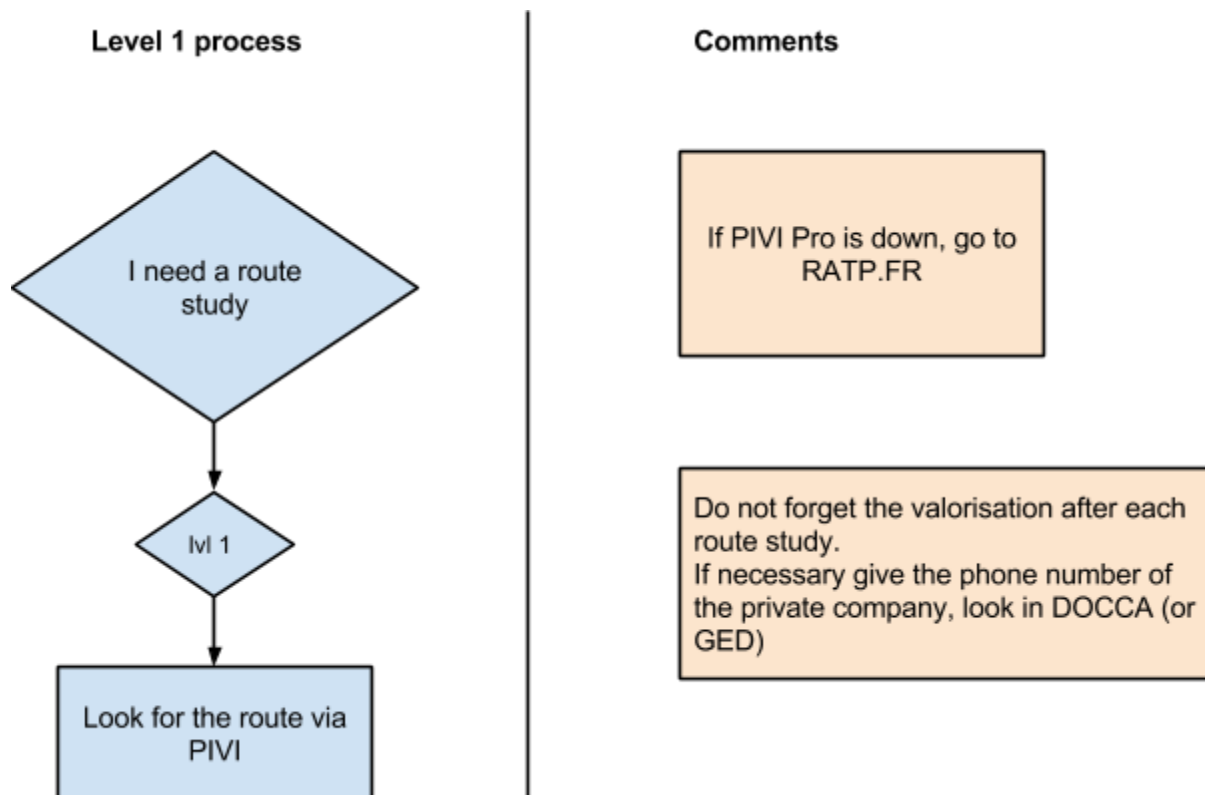 Level 1 process
I need a route
study
lvl 1
Look for the route via
PIVI
Comments
If PIVI Pro is down, go to
RATP.FR
Do not forget the valorisation after each
route study.
If necessary give the phone number of
the private company, look in DOCCA (or
GED)